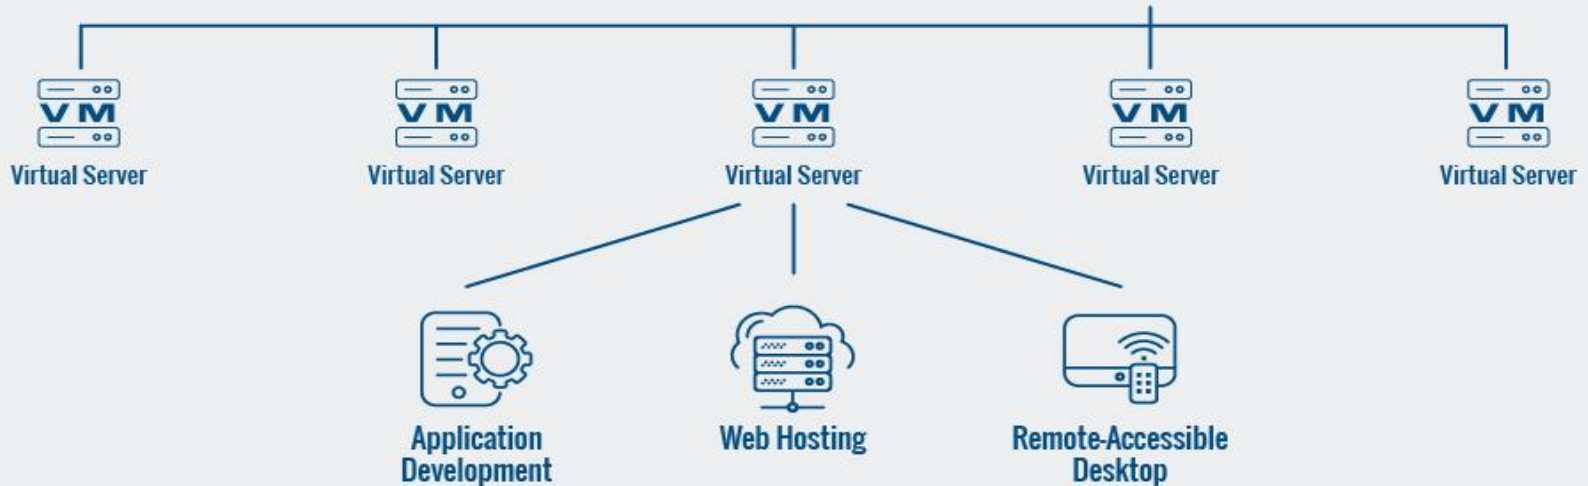 VM VM VM VM VM
Virtual Server Virtual Server Virtual Server Virtual Server Virtual Server
Application
Development
Web Hosting
Remote-Accessible
Desktop